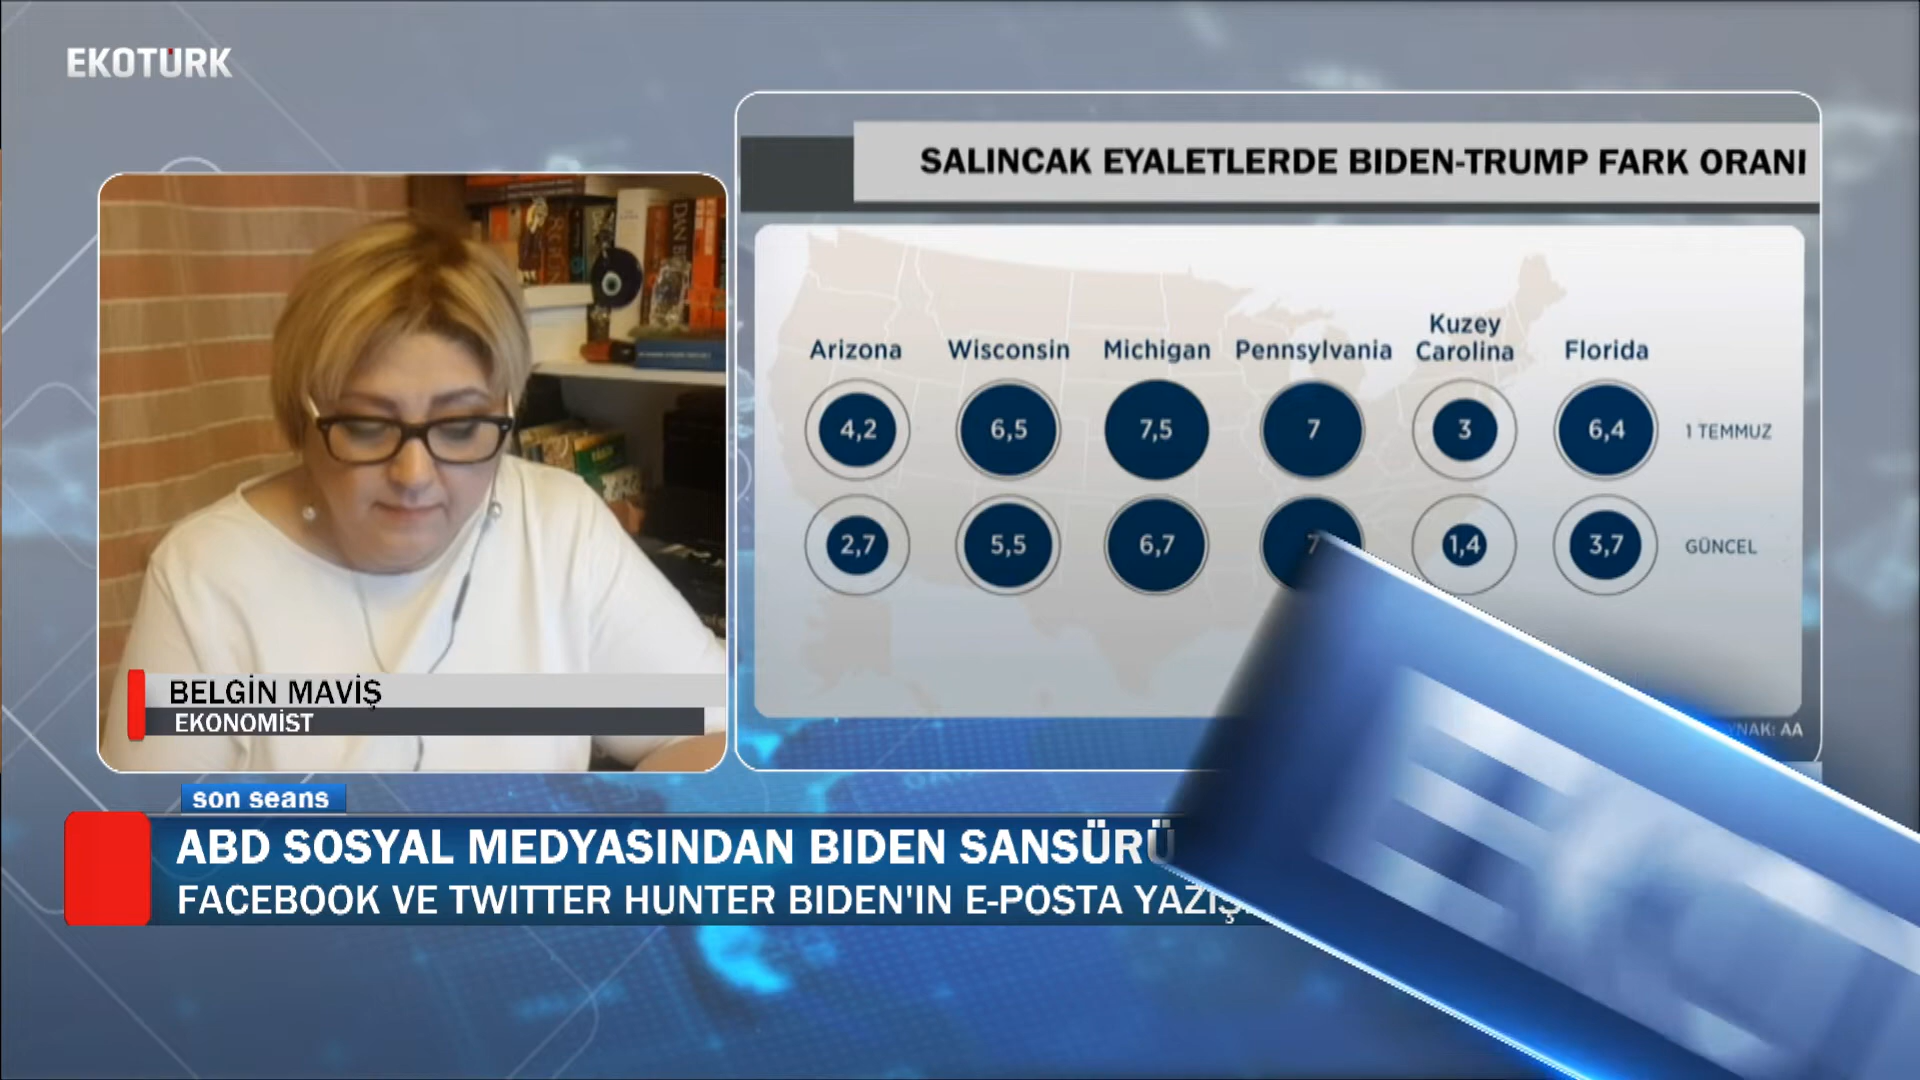 EKOTÜRK
SALINCAK EYALETLERDE BIDEN-TRUMP FARK ORANI
Arizona Wisconsin Michigan Pennsylvania Kuzey Carolina Florida
4,2 6,5 7,5 7 3 6,4 1 TEMMUZ
2,7 5,5 6,7 1,4 3,7 GÜNCEL
AA
BELGİN MAVİŞ
EKONOMİST
son seans
ABD SOSYAL MEDYASINDAN BIDEN SANSÜRÜ
FACEBOOK VE TWITTER HUNTER BIDEN'IN E-POSTA